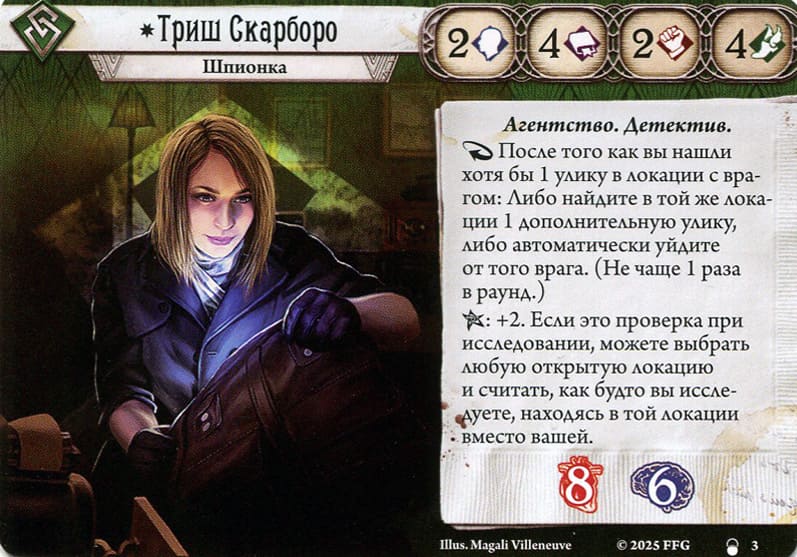 *Триш Скарборо
Шпионка
2 4 2 4
Агентство. Детектив.
После того как вы нашли
хотя бы 1 улику в локации с вра-
гом: Либо найдите в той же лока-
ции 1 дополнительную улику,
либо автоматически уйдите
от того врага. (Не чаще 1 раза
в раунд.)
: +2. Если это проверка при
исследовании, можете выбрать
любую открытую локацию
и считать, как будто вы иссле-
дуете, находясь в той локации
вместо вашей.
8 6
Illus. Magali Villeneuve © 2025 FFG 3